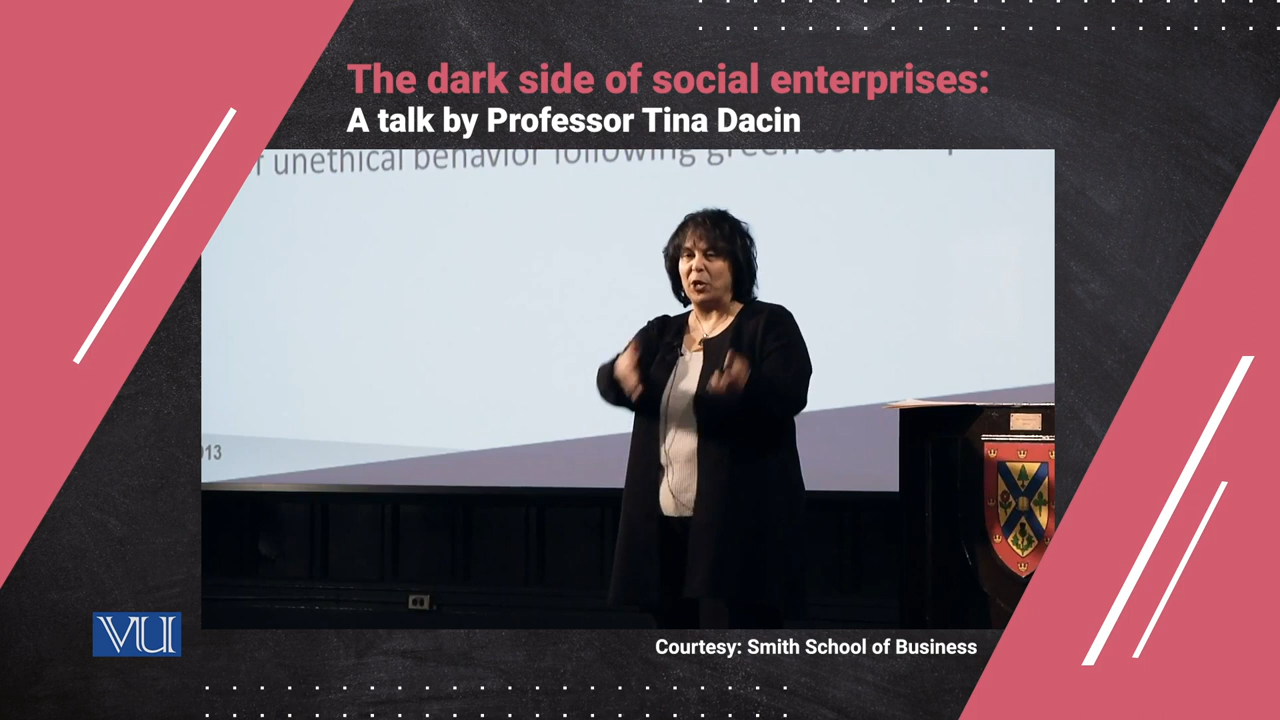 The dark side of social enterprises:
A talk by Professor Tina Dacin
unethical behavior following green
013
VU
Courtesy: Smith School of Business